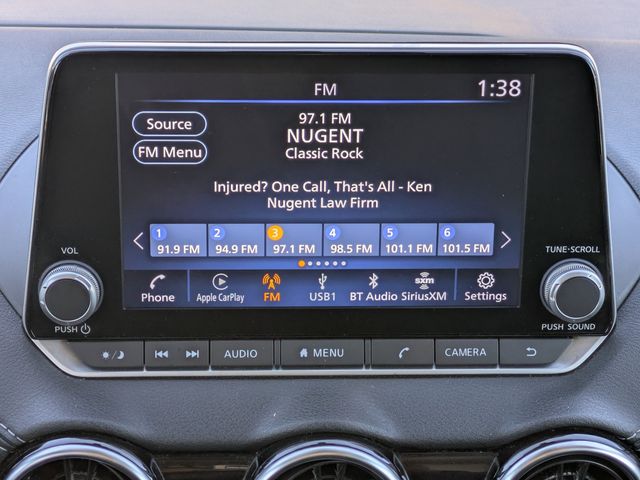 FM
1:38
Source
97.1 FM
NUGENT
FM Menu
Classic Rock
Injured? One Call, That's All - Ken
Nugent Law Firm
1 2 3 4 5 6
91.9 FM 94.9 FM 97.1 FM 98.5 FM 101.1 FM 101.5 FM
sxm
Phone Apple CarPlay FM USB1 BT Audio SiriusXM Settings
VOL
PUSH
TUNE·SCROLL
PUSH SOUND
AUDIO MENU CAMERA